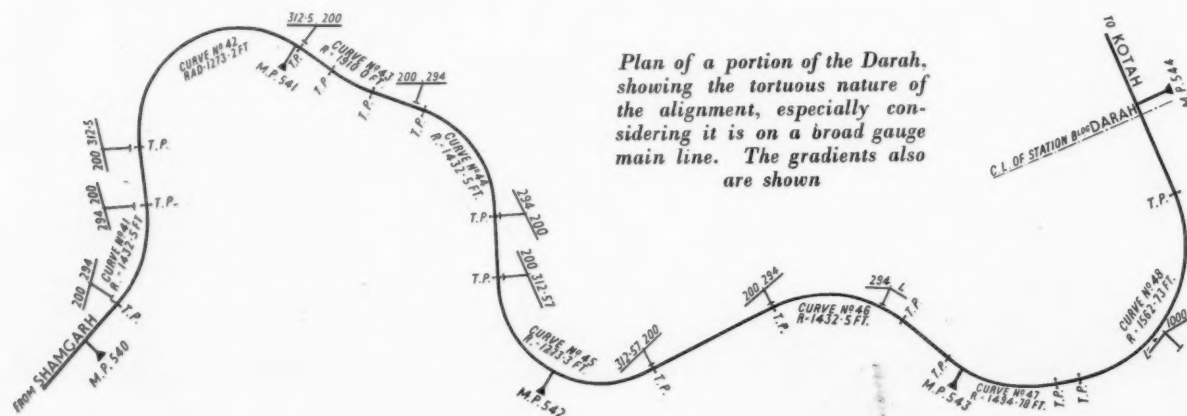 Plan of a portion of the Darah,
showing the tortuous nature of
the alignment, especially con-
sidering it is on a broad gauge
main line. The gradients also
are shown
FROM SHAMGARH
M.P. 540
T.P.
200 294
CURVE Nº 41
R.-1432·5 FT
294 200
T.P.
200 312·5
T.P.
CURVE Nº 42
RAD-1273·2 FT.
312·5 200
T.P.
M.P. 541
CURVE Nº 43
R-1910·0 FT.
T.P.
T.P.
200 294
T.P.
CURVE Nº 44
R.-1432·5 FT.
294 200
T.P.
200 312·57
T.P.
CURVE Nº 45
R.-1273·3 FT.
M.P. 542
312·57 200
T.P.
200 294
T.P.
CURVE Nº 46
R-1432·5 FT.
294 L
T.P.
T.P.
M.P. 543
CURVE Nº 47
R-1494·78 FT.
T.P.
T.P.
L
1000
CURVE Nº 48
R-1562·73 FT.
T.P.
C.L. OF STATION BLDG DARAH
M.P. 544
TO KOTAH